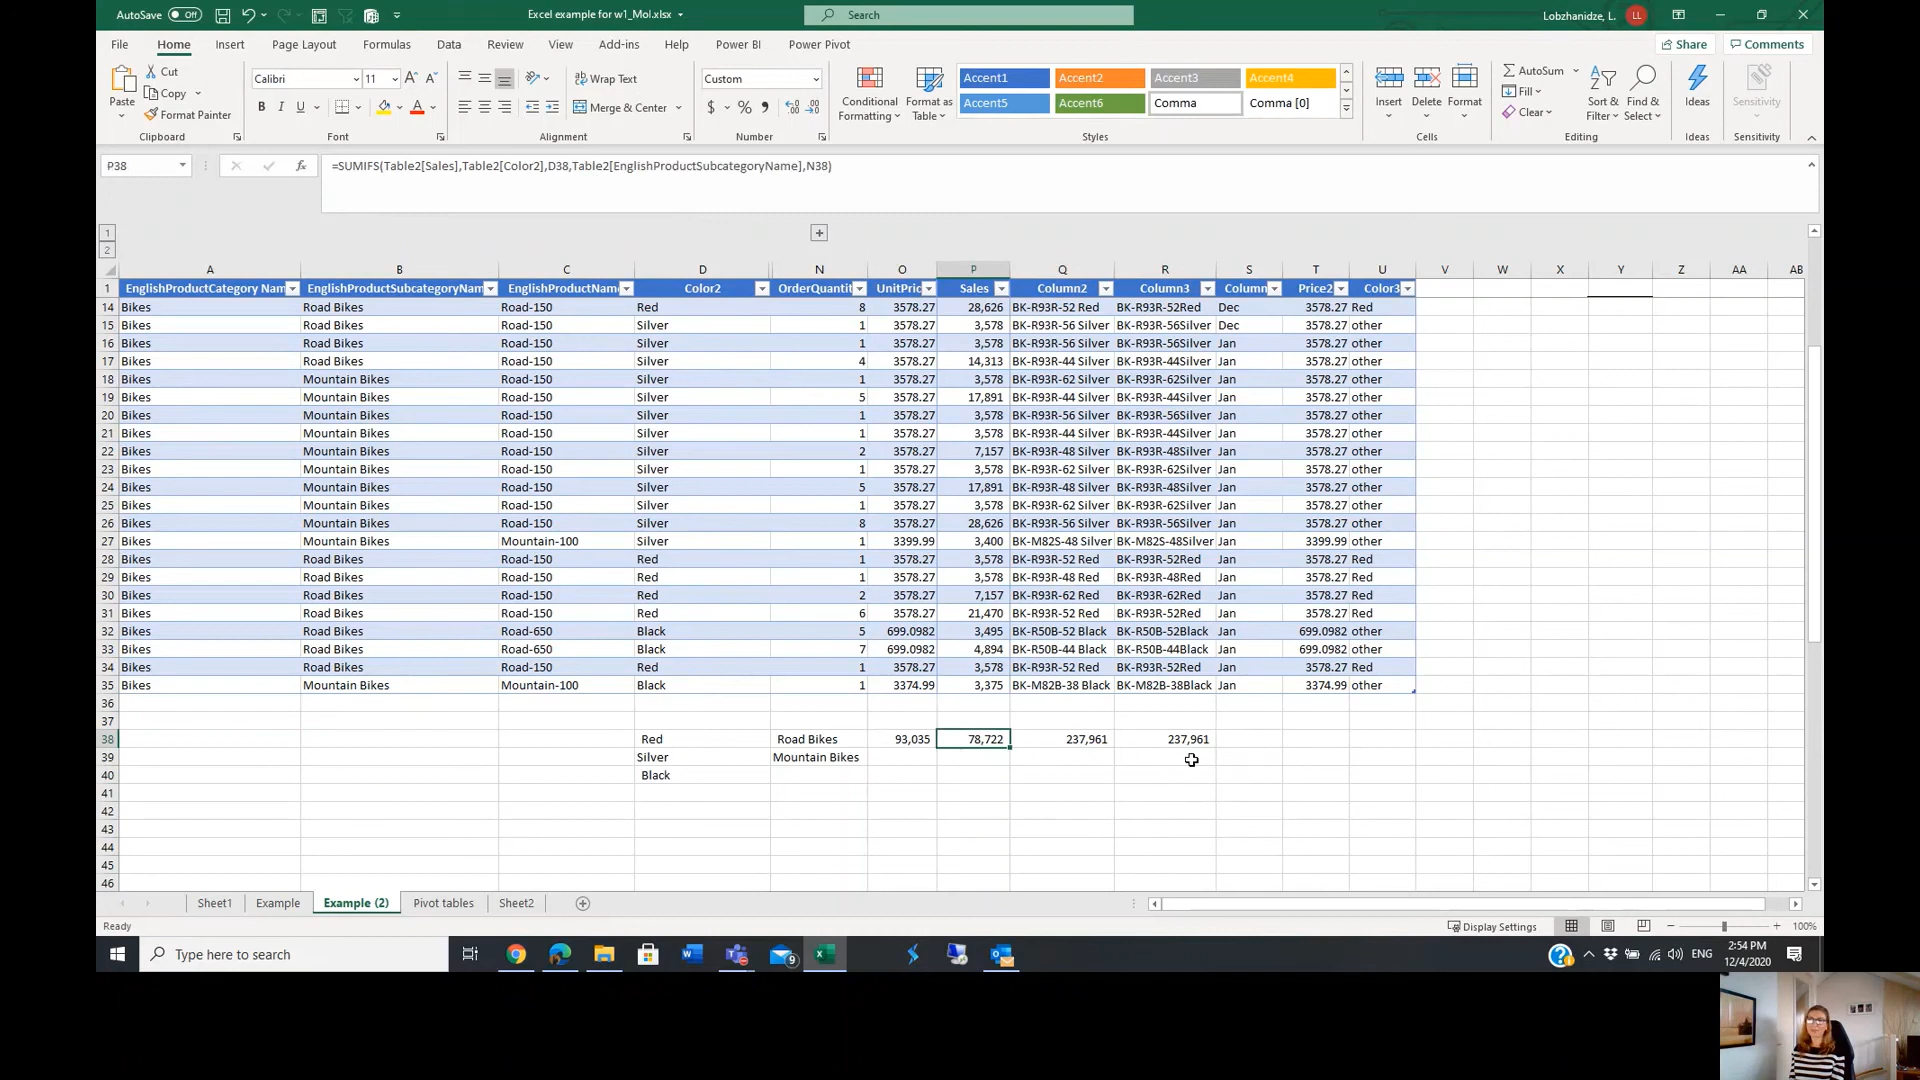 AutoSave Off Excel example for w1_Mol.xlsx Search Lobzhanidze, L. LL
File Home Insert Page Layout Formulas Data Review View Add-ins Help Power BI Power Pivot Share Comments
Paste Cut Copy Format Painter Clipboard
Calibri 11 B I U Font
Wrap Text Merge & Center Alignment
Custom $ % Number
Conditional Formatting Format as Table Accent1 Accent2 Accent3 Accent4 Accent5 Accent6 Comma Comma [0] Styles
Insert Delete Format Cells
AutoSum Fill Clear Sort & Filter Find & Select Editing
Ideas Ideas Sensitivity Sensitivity
P38 fx =SUMIFS(Table2[Sales],Table2[Color2],D38,Table2[EnglishProductSubcategoryName],N38)
1
2
A B C D N O P Q R S T U V W X Y Z AA AB
1 EnglishProductCategory Nam EnglishProductSubcategoryNam EnglishProductNam Color2 OrderQuantit UnitPric Sales Column2 Column3 Column Price2 Color3
14 Bikes Road Bikes Road-150 Red 8 3578.27 28,626 BK-R93R-52 Red BK-R93R-52Red Dec 3578.27 Red
15 Bikes Road Bikes Road-150 Silver 1 3578.27 3,578 BK-R93R-56 Silver BK-R93R-56Silver Dec 3578.27 other
16 Bikes Road Bikes Road-150 Silver 1 3578.27 3,578 BK-R93R-56 Silver BK-R93R-56Silver Jan 3578.27 other
17 Bikes Road Bikes Road-150 Silver 4 3578.27 14,313 BK-R93R-44 Silver BK-R93R-44Silver Jan 3578.27 other
18 Bikes Mountain Bikes Road-150 Silver 1 3578.27 3,578 BK-R93R-62 Silver BK-R93R-62Silver Jan 3578.27 other
19 Bikes Mountain Bikes Road-150 Silver 5 3578.27 17,891 BK-R93R-44 Silver BK-R93R-44Silver Jan 3578.27 other
20 Bikes Mountain Bikes Road-150 Silver 1 3578.27 3,578 BK-R93R-56 Silver BK-R93R-56Silver Jan 3578.27 other
21 Bikes Mountain Bikes Road-150 Silver 1 3578.27 3,578 BK-R93R-44 Silver BK-R93R-44Silver Jan 3578.27 other
22 Bikes Mountain Bikes Road-150 Silver 2 3578.27 7,157 BK-R93R-48 Silver BK-R93R-48Silver Jan 3578.27 other
23 Bikes Mountain Bikes Road-150 Silver 1 3578.27 3,578 BK-R93R-62 Silver BK-R93R-62Silver Jan 3578.27 other
24 Bikes Mountain Bikes Road-150 Silver 5 3578.27 17,891 BK-R93R-48 Silver BK-R93R-48Silver Jan 3578.27 other
25 Bikes Mountain Bikes Road-150 Silver 1 3578.27 3,578 BK-R93R-62 Silver BK-R93R-62Silver Jan 3578.27 other
26 Bikes Mountain Bikes Road-150 Silver 8 3578.27 28,626 BK-R93R-56 Silver BK-R93R-56Silver Jan 3578.27 other
27 Bikes Mountain Bikes Mountain-100 Silver 1 3399.99 3,400 BK-M82S-48 Silver BK-M82S-48Silver Jan 3399.99 other
28 Bikes Road Bikes Road-150 Red 1 3578.27 3,578 BK-R93R-52 Red BK-R93R-52Red Jan 3578.27 Red
29 Bikes Road Bikes Road-150 Red 1 3578.27 3,578 BK-R93R-48 Red BK-R93R-48Red Jan 3578.27 Red
30 Bikes Road Bikes Road-150 Red 2 3578.27 7,157 BK-R93R-62 Red BK-R93R-62Red Jan 3578.27 Red
31 Bikes Road Bikes Road-150 Red 6 3578.27 21,470 BK-R93R-52 Red BK-R93R-52Red Jan 3578.27 Red
32 Bikes Road Bikes Road-650 Black 5 699.0982 3,495 BK-R50B-52 Black BK-R50B-52Black Jan 699.0982 other
33 Bikes Road Bikes Road-650 Black 7 699.0982 4,894 BK-R50B-44 Black BK-R50B-44Black Jan 699.0982 other
34 Bikes Road Bikes Road-150 Red 1 3578.27 3,578 BK-R93R-52 Red BK-R93R-52Red Jan 3578.27 Red
35 Bikes Mountain Bikes Mountain-100 Black 1 3374.99 3,375 BK-M82B-38 Black BK-M82B-38Black Jan 3374.99 other
36
37
38 Red Road Bikes 93,035 78,722 237,961 237,961
39 Silver Mountain Bikes
40 Black
41
42
43
44
45
46
Sheet1 Example Example (2) Pivot tables Sheet2
Ready Display Settings 100%
Type here to search 9 ENG 2:54 PM
12/4/2020